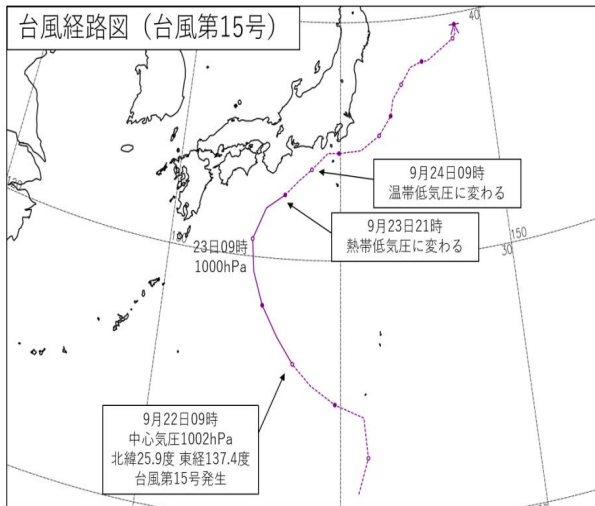 台風経路図（台風第15号）
40
9月24日09時
温帯低気圧に変わる
9月23日21時
熱帯低気圧に変わる
23日09時
1000hPa
150
30
9月22日09時
中心気圧1002hPa
北緯25.9度 東経137.4度
台風第15号発生